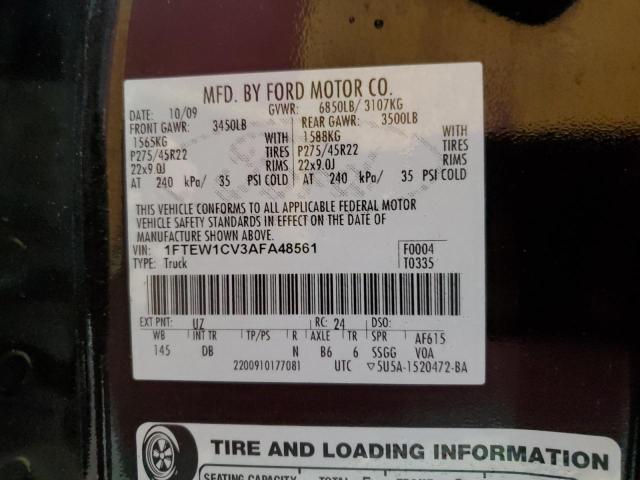 MFD. BY FORD MOTOR CO.
DATE: 10/09 GVWR: 6850LB/ 3107KG
FRONT GAWR: 3450LB REAR GAWR: 3500LB
1565KG WITH 1588KG WITH
P275/45R22 TIRES P275/45R22 TIRES
22x9.0J RIMS 22x9.0J RIMS
AT 240 kPa/ 35 PSI COLD AT 240 kPa/ 35 PSI COLD
THIS VEHICLE CONFORMS TO ALL APPLICABLE FEDERAL MOTOR
VEHICLE SAFETY STANDARDS IN EFFECT ON THE DATE OF
MANUFACTURE SHOWN ABOVE.
VIN: 1FTEW1CV3AFA48561 F0004
TYPE: Truck T0335
EXT PNT: UZ RC: 24 DSO:
WB INT TR TP/PS R AXLE TR SPR AF615
145 DB N B6 6 SSGG VOA
2200910177081 UTC ▽5U5A-1520472-BA
TIRE AND LOADING INFORMATION
SEATING CAPACITY TOTAL